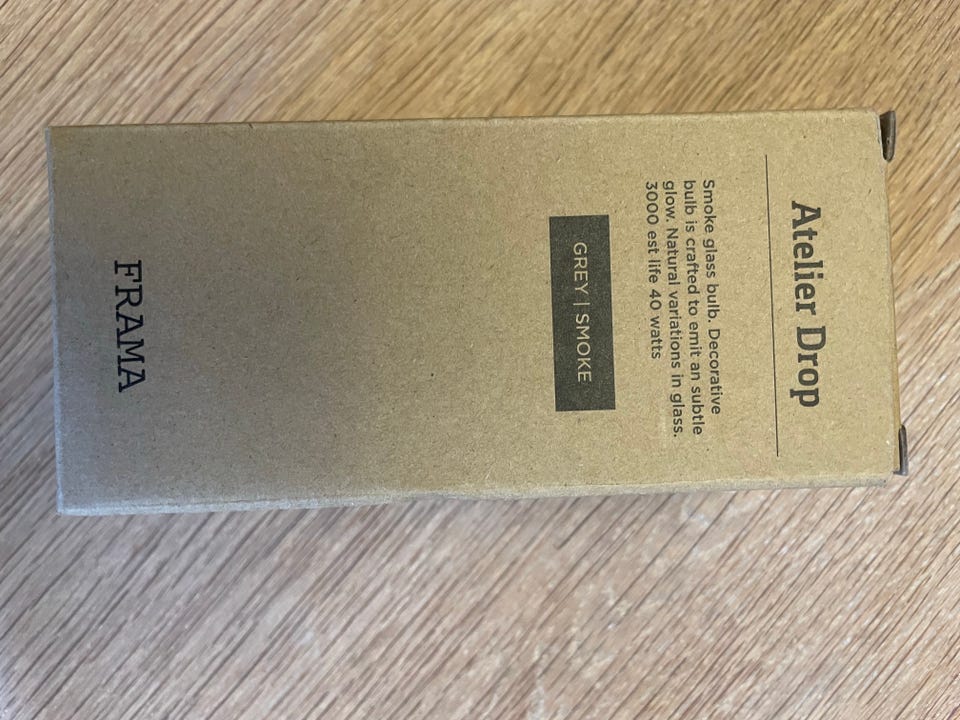 Atelier Drop
Smoke glass bulb. Decorative
bulb is crafted to emit an subtle
glow. Natural variations in glass.
3000 est life 40 watts
GREY | SMOKE
FRAMA